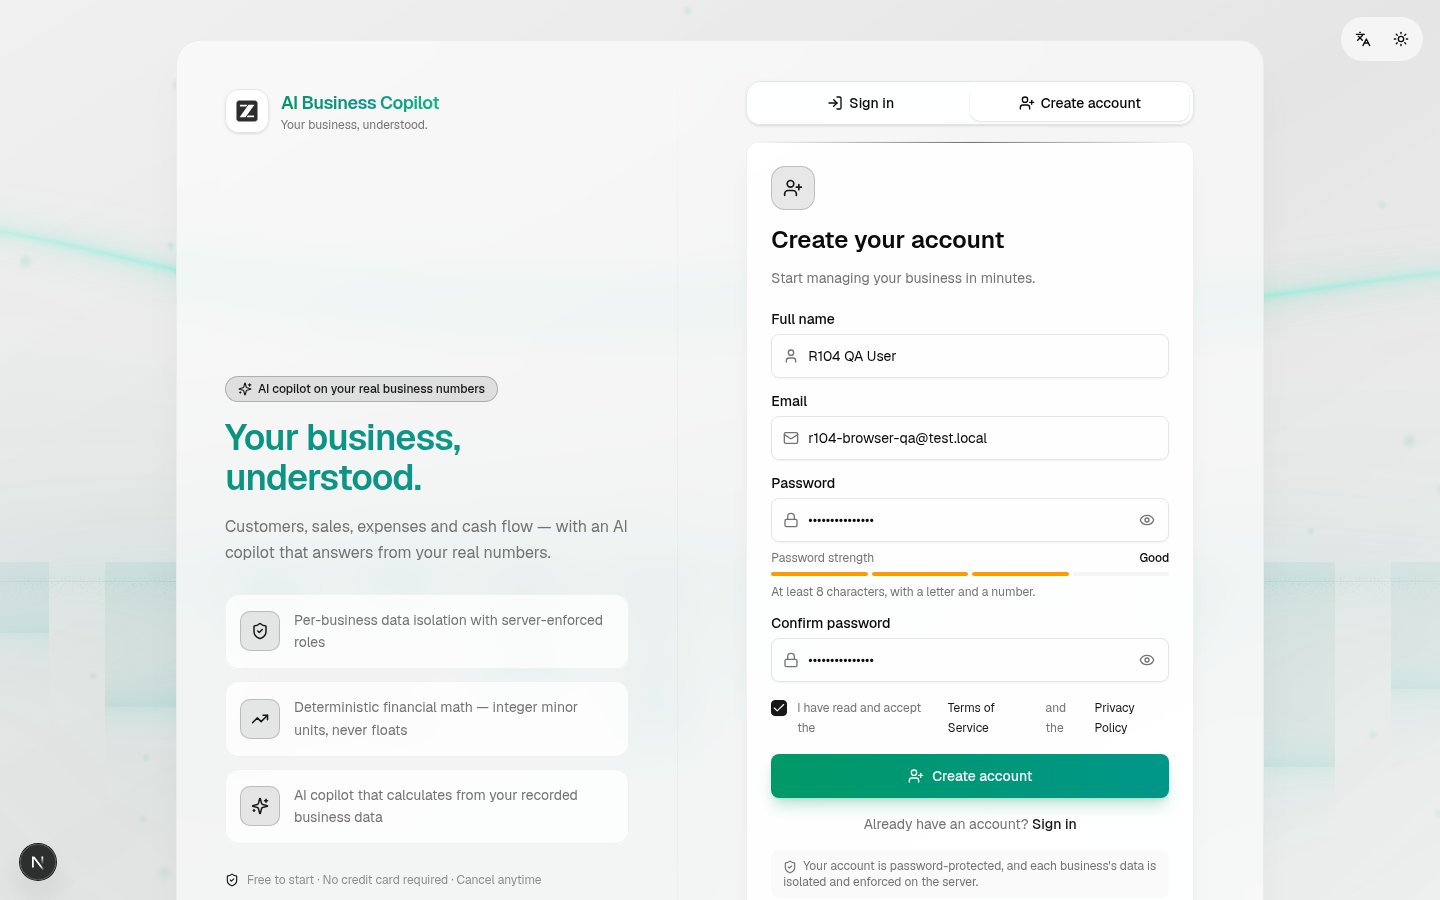 AI Business Copilot
Your business, understood.
AI copilot on your real business numbers
Your business,
understood.
Customers, sales, expenses and cash flow — with an AI
copilot that answers from your real numbers.
Per-business data isolation with server-enforced
roles
Deterministic financial math — integer minor
units, never floats
AI copilot that calculates from your recorded
business data
Free to start · No credit card required · Cancel anytime
Sign in
Create account
Create your account
Start managing your business in minutes.
Full name
R104 QA User
Email
r104-browser-qa@test.local
Password
•••••••••••••••
Password strength
Good
At least 8 characters, with a letter and a number.
Confirm password
•••••••••••••••
I have read and accept the Terms of Service and the Privacy Policy
Create account
Already have an account? Sign in
Your account is password-protected, and each business's data is
isolated and enforced on the server.